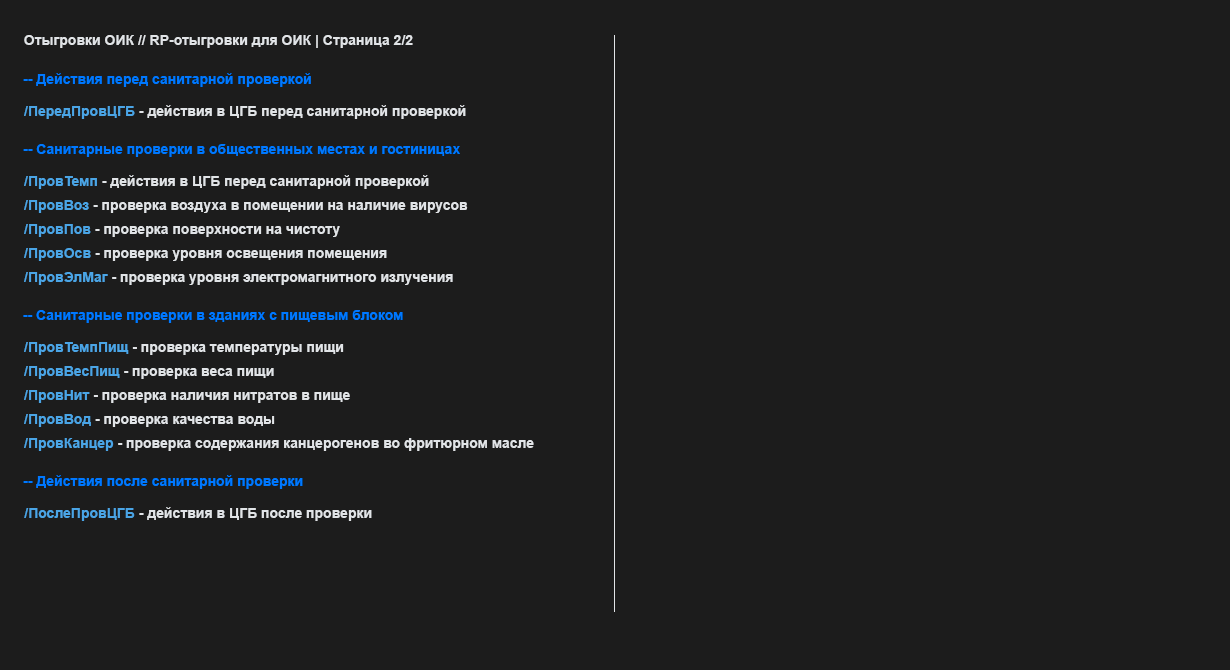 Отыгровки ОИК // RP-отыгровки для ОИК | Страница 2/2
-- Действия перед санитарной проверкой
/ПередПровЦГБ - действия в ЦГБ перед санитарной проверкой
-- Санитарные проверки в общественных местах и гостиницах
/ПровТемп - действия в ЦГБ перед санитарной проверкой
/ПровВоз - проверка воздуха в помещении на наличие вирусов
/ПровПов - проверка поверхности на чистоту
/ПровОсв - проверка уровня освещения помещения
/ПровЭлМаг - проверка уровня электромагнитного излучения
-- Санитарные проверки в зданиях с пищевым блоком
/ПровТемпПищ - проверка температуры пищи
/ПровВесПищ - проверка веса пищи
/ПровНит - проверка наличия нитратов в пище
/ПровВод - проверка качества воды
/ПровКанцер - проверка содержания канцерогенов во фритюрном масле
-- Действия после санитарной проверки
/ПослеПровЦГБ - действия в ЦГБ после проверки